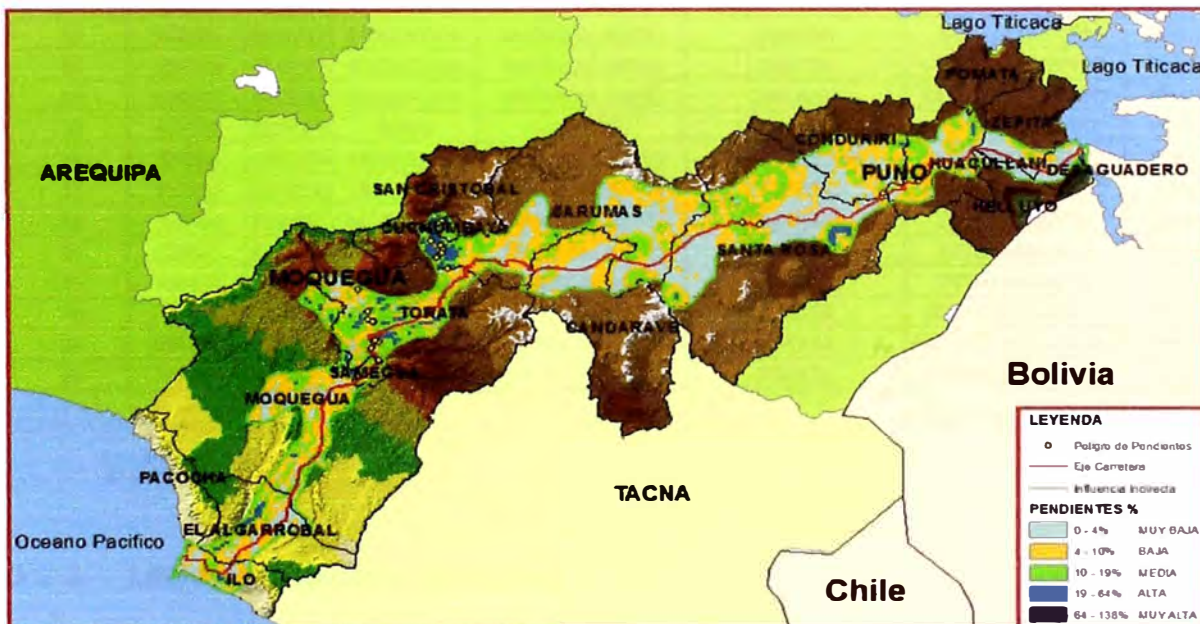 Lago Titicaca
Lago Titicaca
POMATA
ZEPITA
CONDURIRI
PUNO
HUACULLANI
DESAGUADERO
KELLUYO
AREQUIPA
SAN CRISTOBAL
CARUMAS
CUCHUMBAYA
SANTA ROSA
MOQUEGUA
TORATA
CANDARAVE
SAMEGUA
MOQUEGUA
Bolivia
PACOCHA
TACNA
EL ALGARROBAL
Oceano Pacifico
ILO
Chile
LEYENDA
Peligro de Pendientes
Eje Carretera
Influencia Indirecta
PENDIENTES %
0 - 4% MUY BAJA
4 - 10% BAJA
10 - 19% MEDIA
19 - 64% ALTA
64 - 138% MUY ALTA